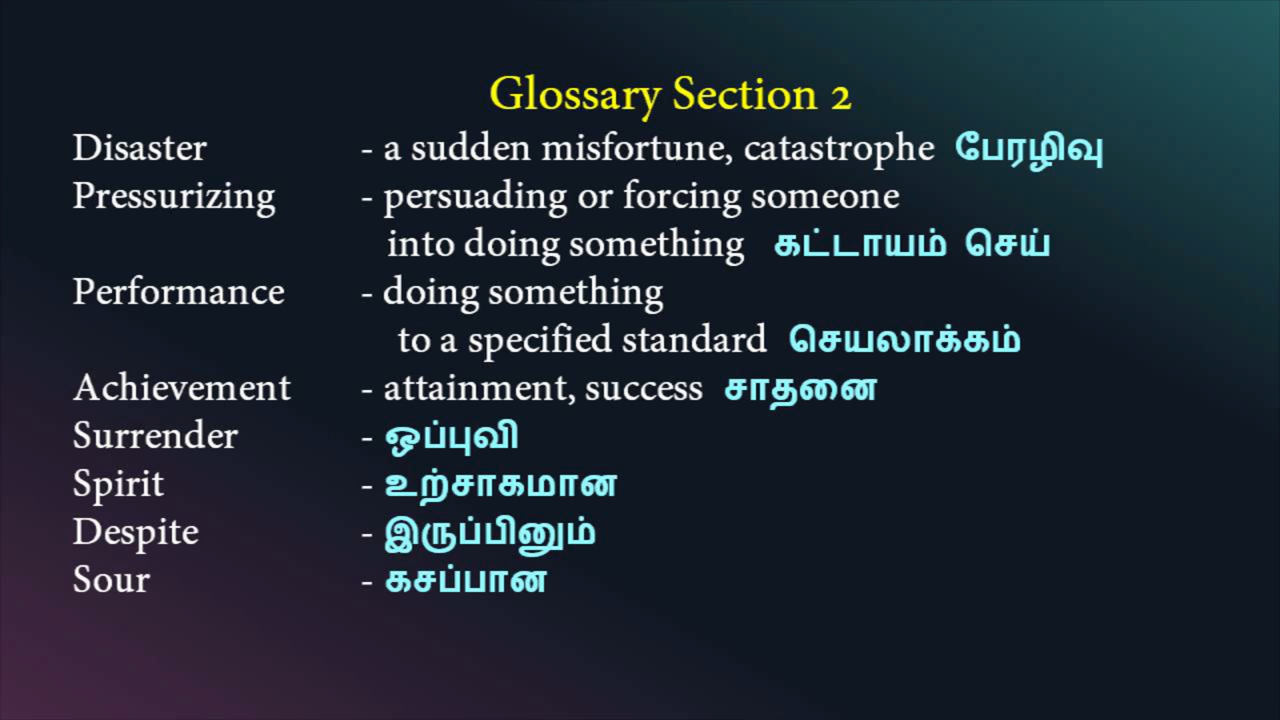 Glossary Section 2
Disaster - a sudden misfortune, catastrophe பேரழிவு
Pressurizing - persuading or forcing someone
into doing something கட்டாயம் செய்
Performance - doing something
to a specified standard செயலாக்கம்
Achievement - attainment, success சாதனை
Surrender - ஒப்புவி
Spirit - உற்சாகமான
Despite - இருப்பினும்
Sour - கசப்பான